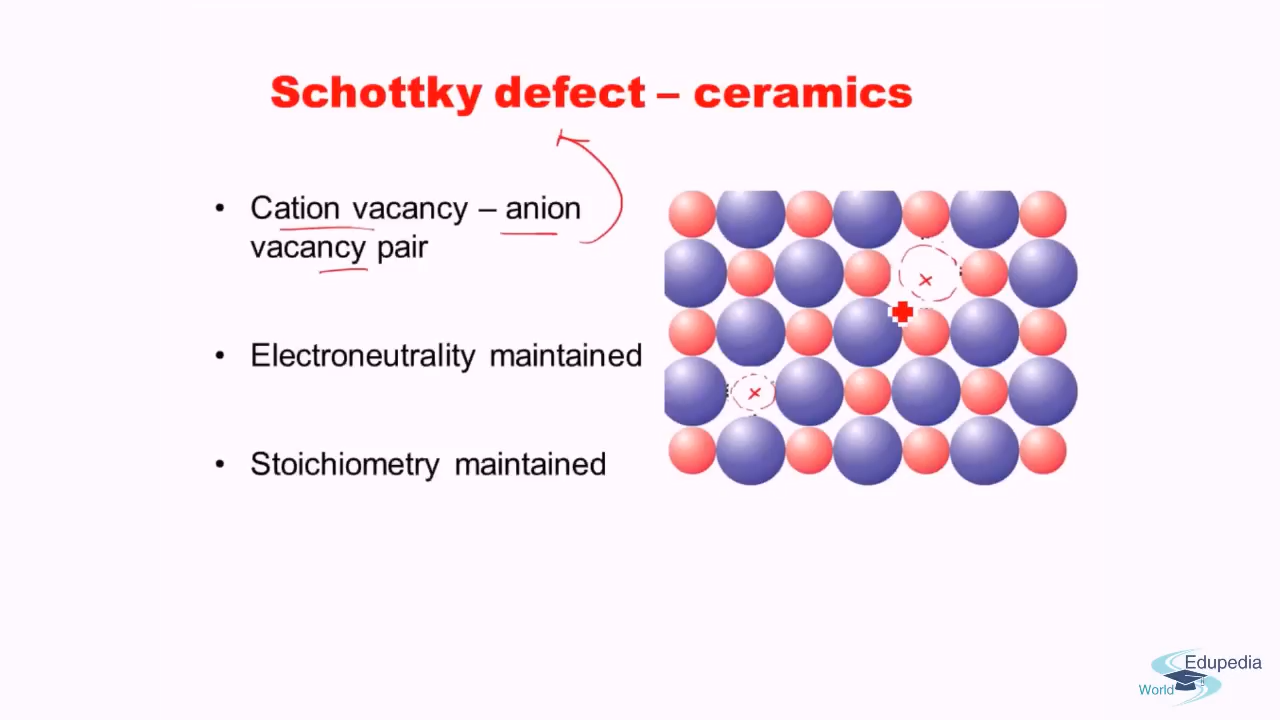 Schottky defect – ceramics
• Cation vacancy – anion
vacancy pair
• Electroneutrality maintained
• Stoichiometry maintained
×
×
Edupedia
World